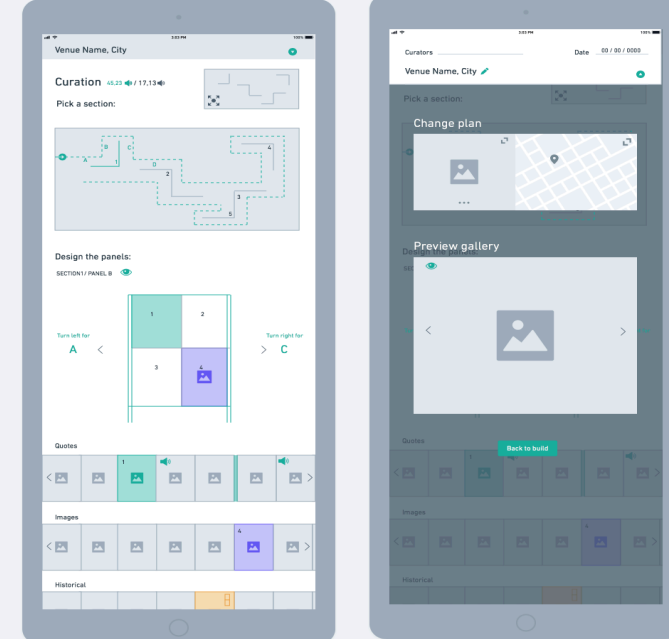 3:03 PM
100%
Venue Name, City
Curation 45,23 / 17,13
Pick a section:
A
B
C
1
D
2
4
3
5
Design the panels:
SECTION1 / PANEL B
1
2
Turn left for
A
Turn right for
C
3
4
Quotes
1
Images
4
Historical
3:03 PM
100%
Curators
Date 00 / 00 / 0000
Venue Name, City
Pick a section:
Change plan
Preview gallery
Design the panels:
SEC
Back to build
Quotes
1
Images
4
Historical